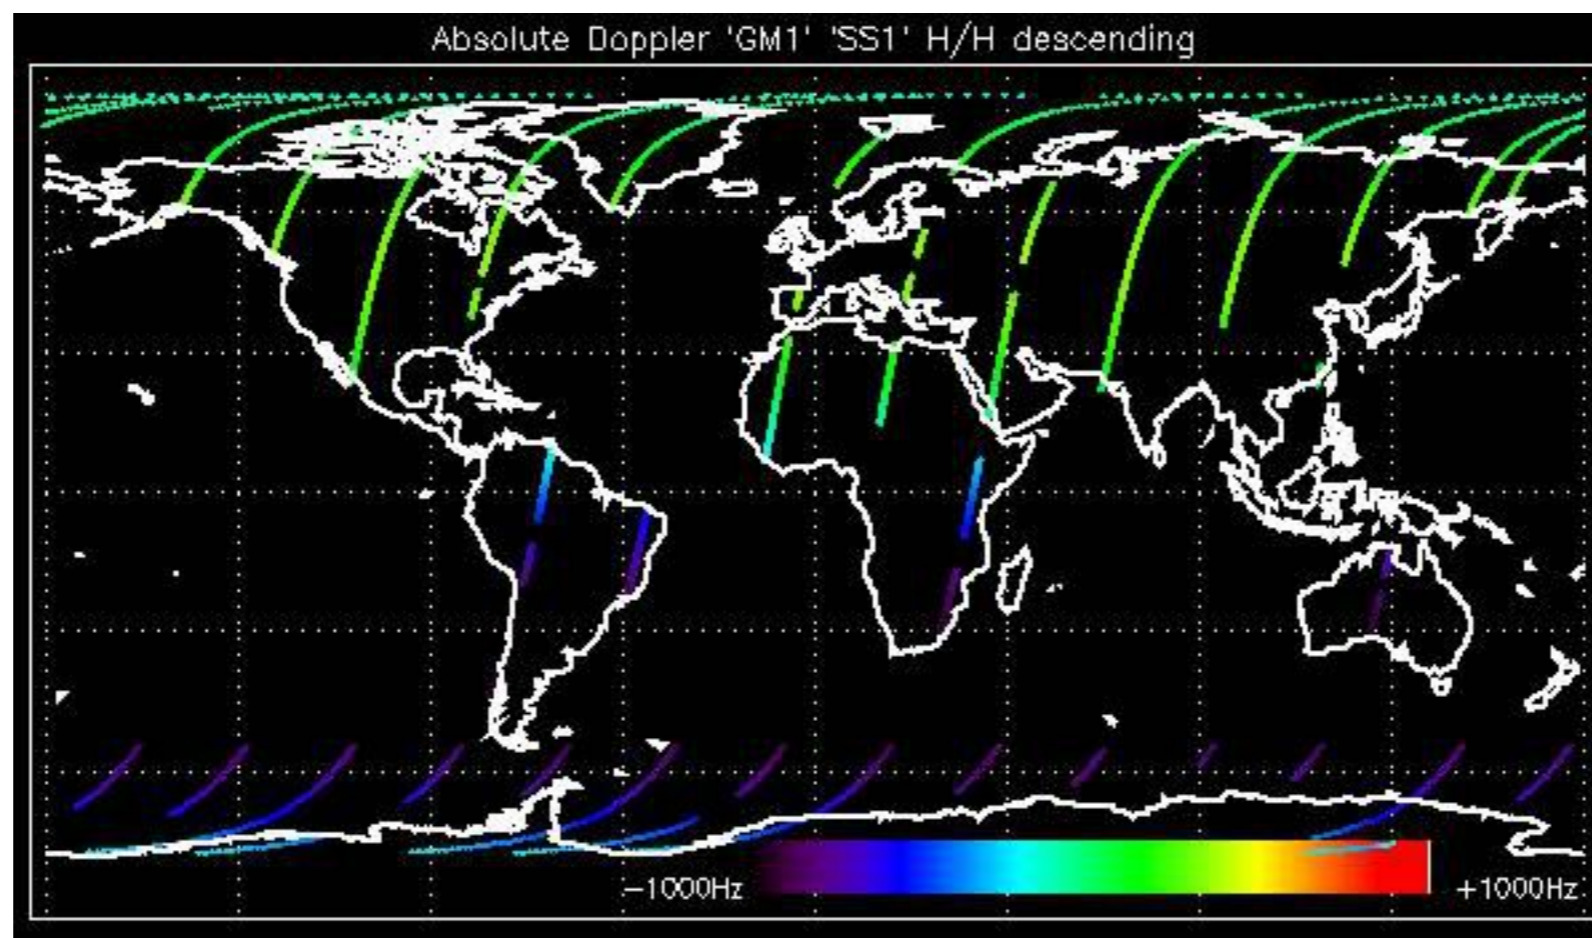 Absolute Doppler 'GM1' 'SS1' H/H descending
−1000Hz
+1000Hz